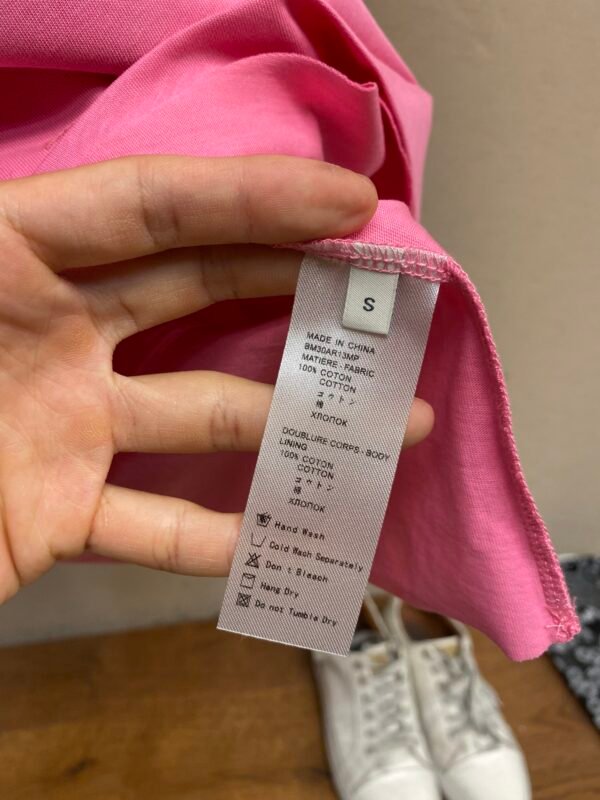 S
MADE IN CHINA
BM30AR13MP
MATIERE - FABRIC
100% COTON
COTTON
コットン
棉
ХЛОПОК
DOUBLURE CORPS - BODY
LINING
100% COTON
COTTON
コットン
棉
ХЛОПОК
Hand Wash
Cold Wash Separately
Don t Bleach
Hang Dry
Do not Tumble Dry